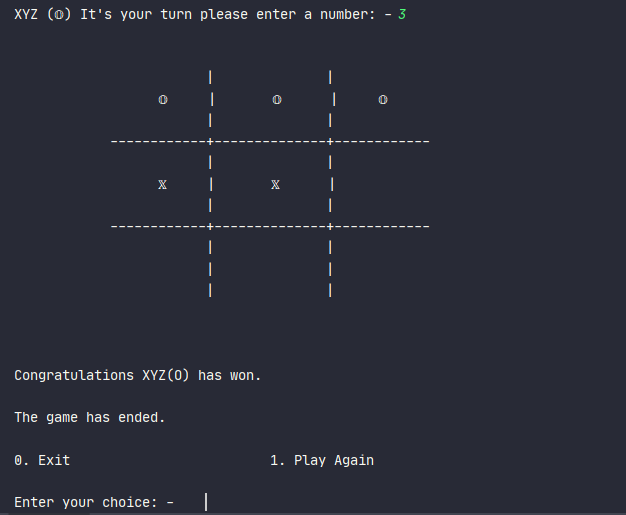 XYZ (𝕆) It's your turn please enter a number: - 3
| |
𝕆 | 𝕆 | 𝕆
| |
------------+--------------+------------
| |
𝕏 | 𝕏 |
| |
------------+--------------+------------
| |
| |
| |
Congratulations XYZ(O) has won.
The game has ended.
0. Exit 1. Play Again
Enter your choice: -